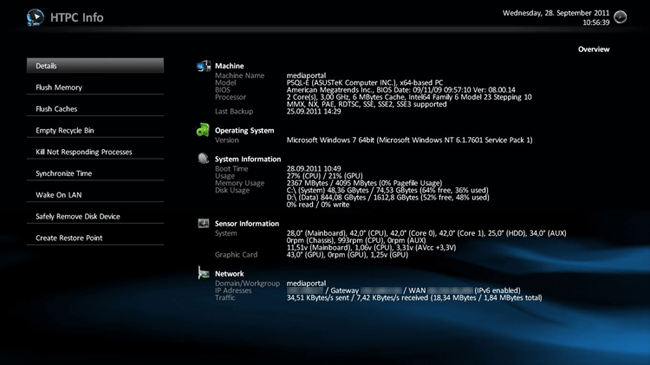 HTPC Info
Wednesday, 28. September 2011
10:56:39
Overview
Details
Flush Memory
Flush Caches
Empty Recycle Bin
Kill Not Responding Processes
Synchronize Time
Wake On LAN
Safely Remove Disk Device
Create Restore Point
Machine
Machine Name mediaportal
Model P5QL-E (ASUSTeK Computer INC.), x64-based PC
BIOS American Megatrends Inc., BIOS Date: 09/11/09 09:57:10 Ver: 08.00.14
Processor 2 Core(s), 3,00 GHz, 6 MBytes Cache, Intel64 Family 6 Model 23 Stepping 10
MMX, NX, PAE, RDTSC, SSE, SSE2, SSE3 supported
Last Backup 25.09.2011 14:29
Operating System
Version Microsoft Windows 7 64bit (Microsoft Windows NT 6.1.7601 Service Pack 1)
System Information
Boot Time 28.09.2011 10:49
Usage 27% (CPU) / 21% (GPU)
Memory Usage 2367 MBytes / 4095 MBytes (0% Pagefile Usage)
Disk Usage C:\ (System) 48,36 GBytes / 74,53 GBytes (64% free, 36% used)
D:\ (Data) 844,08 GBytes / 1612,8 GBytes (52% free, 48% used)
0% read / 0% write
Sensor Information
System 28,0° (Mainboard), 42,0° (CPU), 42,0° (Core 0), 42,0° (Core 1), 25,0° (HDD), 34,0° (AUX)
0rpm (Chassis), 993rpm (CPU), 0rpm (AUX)
11,51v (Mainboard), 1,06v (CPU), 3,31v (AVcc +3,3V)
Graphic Card 43,0° (GPU), 0rpm (GPU), 1,25v (GPU)
Network
Domain/Workgroup mediaportal
IP Adresses / Gateway / WAN (IPv6 enabled)
Traffic 34,51 KBytes/s sent / 7,42 KBytes/s received (18,34 MBytes / 1,84 MBytes total)